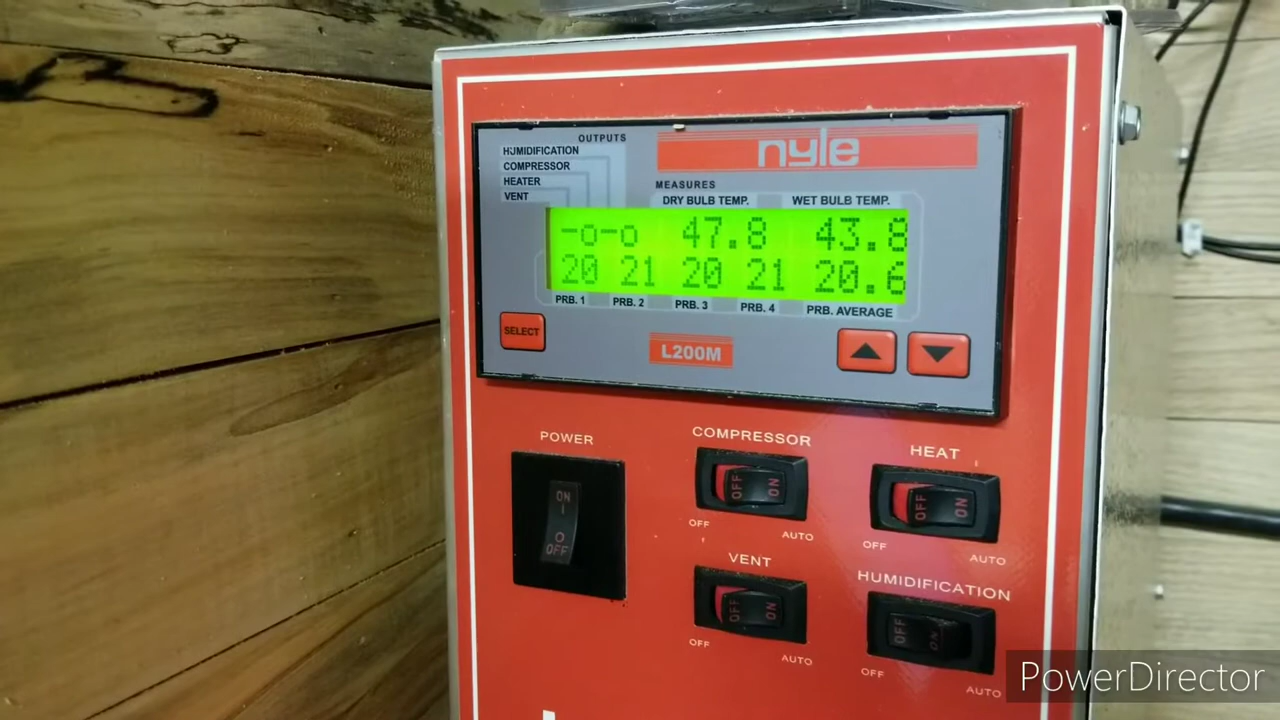 OUTPUTS
HUMIDIFICATION
COMPRESSOR
HEATER
VENT
nyle
MEASURES
DRY BULB TEMP. WET BULB TEMP.
-o-o 47.8 43.8
20 21 20 21 20.6
PRB. 1 PRB. 2 PRB. 3 PRB. 4 PRB. AVERAGE
SELECT
L200M
POWER
ON
OFF
COMPRESSOR
OFF ON
OFF AUTO
HEAT
OFF ON
OFF AUTO
VENT
OFF ON
OFF AUTO
HUMIDIFICATION
OFF ON
OFF AUTO
PowerDirector